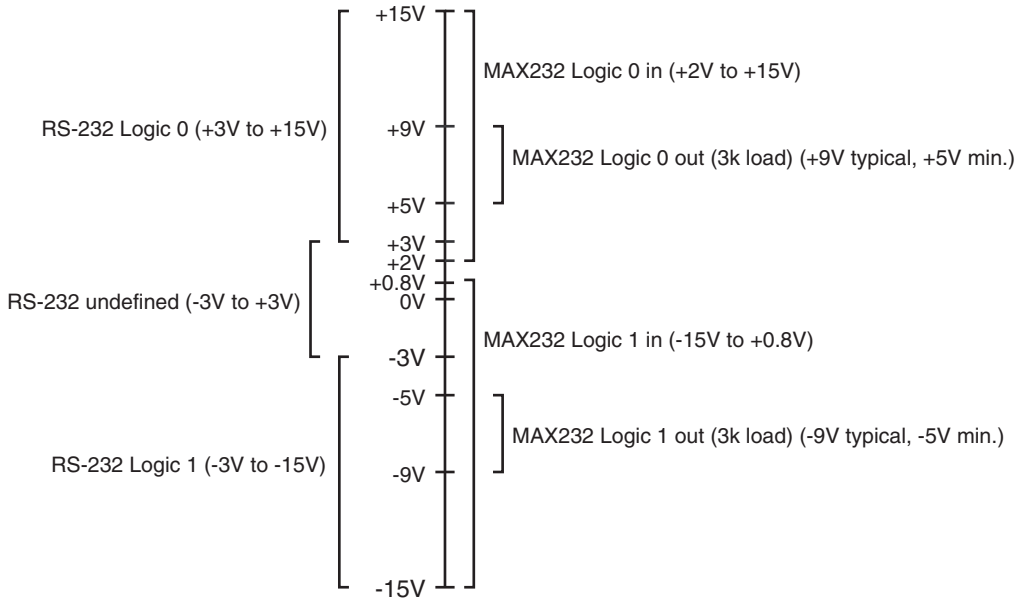 +15V
MAX232 Logic 0 in (+2V to +15V)
RS-232 Logic 0 (+3V to +15V)
+9V
MAX232 Logic 0 out (3k load) (+9V typical, +5V min.)
+5V
+3V
+2V
+0.8V
0V
RS-232 undefined (-3V to +3V)
MAX232 Logic 1 in (-15V to +0.8V)
-3V
-5V
MAX232 Logic 1 out (3k load) (-9V typical, -5V min.)
RS-232 Logic 1 (-3V to -15V)
-9V
-15V